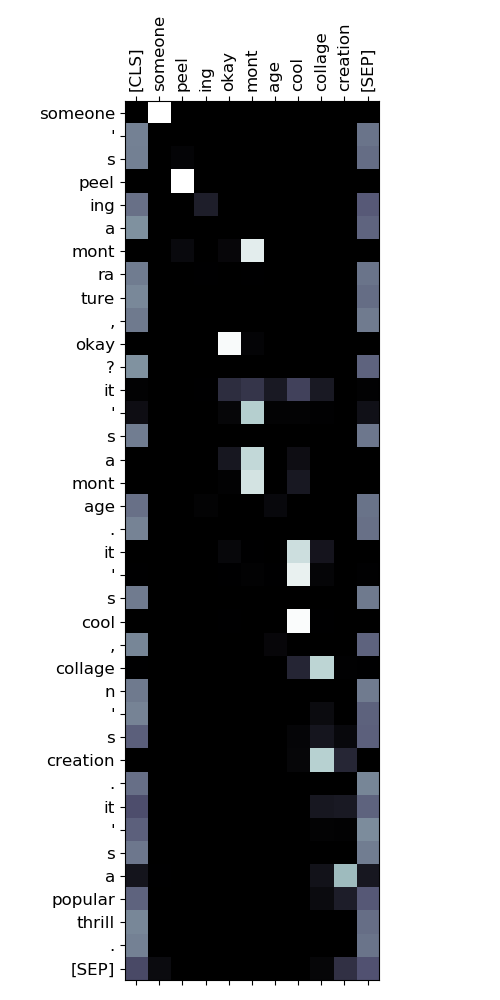 [CLS]
someone
peel
ing
okay
mont
age
cool
collage
creation
[SEP]
someone
'
s
peel
ing
a
mont
ra
ture
,
okay
?
it
'
s
a
mont
age
.
it
'
s
cool
,
collage
n
'
s
creation
.
it
'
s
a
popular
thrill
.
[SEP]